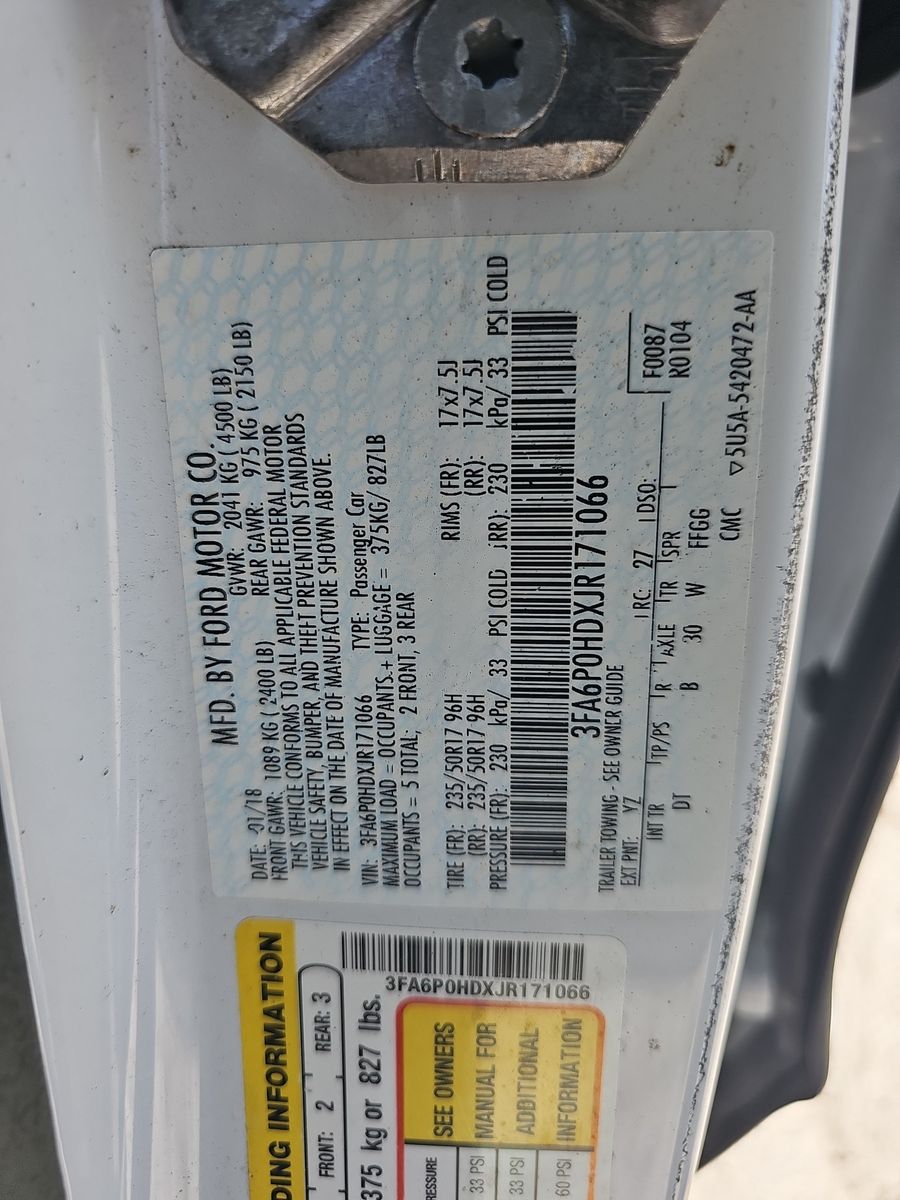 MFD. BY FORD MOTOR CO.
DATE: 01/18 GVWR: 2041 KG ( 4500 LB)
FRONT GAWR: 1089 KG ( 2400 LB) REAR GAWR: 975 KG ( 2150 LB)
THIS VEHICLE CONFORMS TO ALL APPLICABLE FEDERAL MOTOR
VEHICLE SAFETY, BUMPER, AND THEFT PREVENTION STANDARDS
IN EFFECT ON THE DATE OF MANUFACTURE SHOWN ABOVE.
VIN: 3FA6P0HDXJR171066 TYPE: Passenger Car
MAXIMUM LOAD = OCCUPANTS.+ LUGGAGE = 375KG/ 827LB
OCCUPANTS = 5 TOTAL; 2 FRONT, 3 REAR
TIRE (FR): 235/50R17 96H RIMS (FR): 17x7.5J
(RR): 235/50R17 96H (RR): 17x7.5J
PRESSURE (FR): 230 kPa/ 33 PSI COLD (RR): 230 kPa/ 33 PSI COLD
3FA6P0HDXJR171066
TRAILER TOWING - SEE OWNER GUIDE
EXT PNT: YZ RC: 27 DSO: F0087
INT TR TP/PS R AXLE TR SPR R0104
DT B 30 W FFGG
CMC ▽5U5A-5420472-AA
DING INFORMATION
FRONT: 2 REAR: 3
375 kg or 827 lbs.
3FA6P0HDXJR171066
RESSURE
33 PSI
33 PSI
60 PSI
SEE OWNERS
MANUAL FOR
ADDITIONAL
INFORMATION